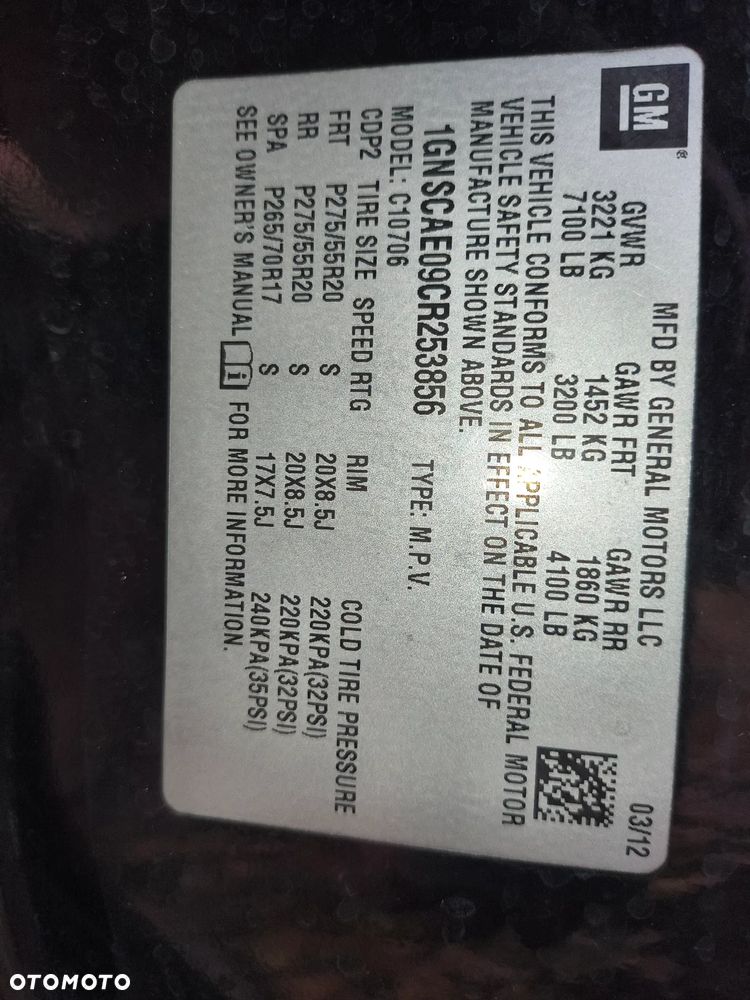 GM
MFD BY GENERAL MOTORS LLC 03/12
GVWR GAWR FRT GAWR RR
3221 KG 1452 KG 1860 KG
7100 LB 3200 LB 4100 LB
THIS VEHICLE CONFORMS TO ALL APPLICABLE U.S. FEDERAL MOTOR
VEHICLE SAFETY STANDARDS IN EFFECT ON THE DATE OF
MANUFACTURE SHOWN ABOVE.
1GNSCAE09CR253856 TYPE: M.P.V.
MODEL: C10706
CDP2 TIRE SIZE SPEED RTG RIM COLD TIRE PRESSURE
FRT P275/55R20 S 20X8.5J 220KPA(32PSI)
RR P275/55R20 S 20X8.5J 220KPA(32PSI)
SPA P265/70R17 S 17X7.5J 240KPA(35PSI)
SEE OWNER'S MANUAL FOR MORE INFORMATION.
OTOMOTO